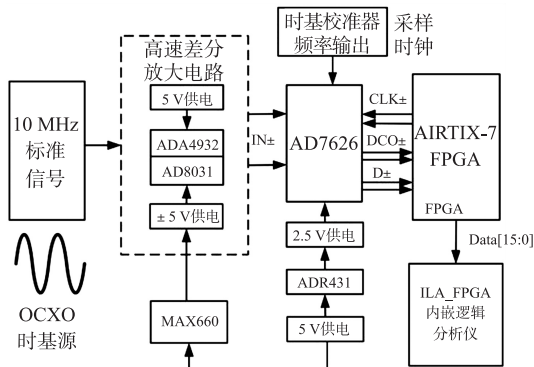 10 MHz
标准
信号
OCXO
时基源
高速差分
放大电路
5 V供电
ADA4932
AD8031
± 5 V供电
MAX660
IN±
时基校准器
频率输出
采样
时钟
AD7626
2.5 V供电
ADR431
5 V供电
CLK±
DCO±
D±
AIRTIX-7
FPGA
FPGA
Data[15:0]
ILA_FPGA
内嵌逻辑
分析仪